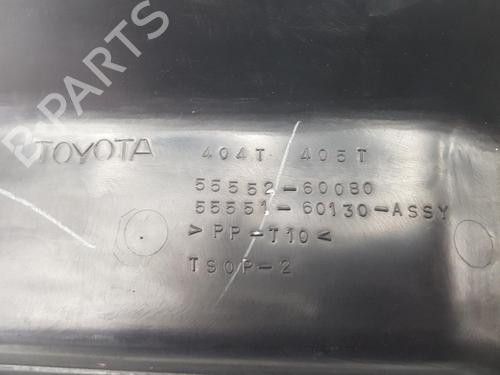 B-PARTS
TOYOTA 404T 405T
55552-60080
55551-60130-ASSY
>PP-T10<
TSOP-2